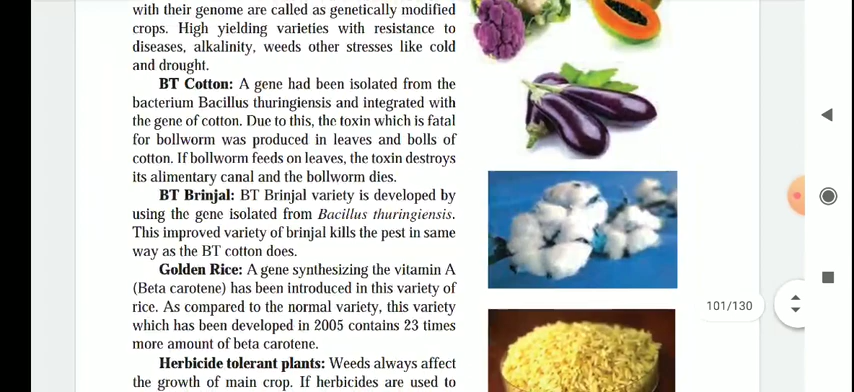 with their genome are called as genetically modified
crops. High yielding varieties with resistance to
diseases, alkalinity, weeds other stresses like cold
and drought.
BT Cotton: A gene had been isolated from the
bacterium Bacillus thuringiensis and integrated with
the gene of cotton. Due to this, the toxin which is fatal
for bollworm was produced in leaves and bolls of
cotton. If bollworm feeds on leaves, the toxin destroys
its alimentary canal and the bollworm dies.
BT Brinjal: BT Brinjal variety is developed by
using the gene isolated from Bacillus thuringiensis.
This improved variety of brinjal kills the pest in same
way as the BT cotton does.
Golden Rice: A gene synthesizing the vitamin A
(Beta carotene) has been introduced in this variety of
rice. As compared to the normal variety, this variety
which has been developed in 2005 contains 23 times
more amount of beta carotene.
Herbicide tolerant plants: Weeds always affect
the growth of main crop. If herbicides are used to
101/130